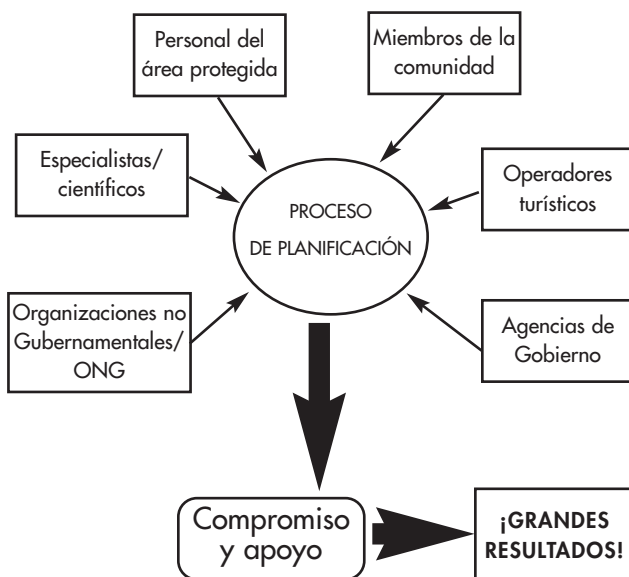 Personal del
área protegida
Miembros de la
comunidad
Especialistas/
científicos
Operadores
turísticos
PROCESO
DE PLANIFICACIÓN
Organizaciones no
Gubernamentales/
ONG
Agencias de
Gobierno
Compromiso
y apoyo
¡GRANDES
RESULTADOS!